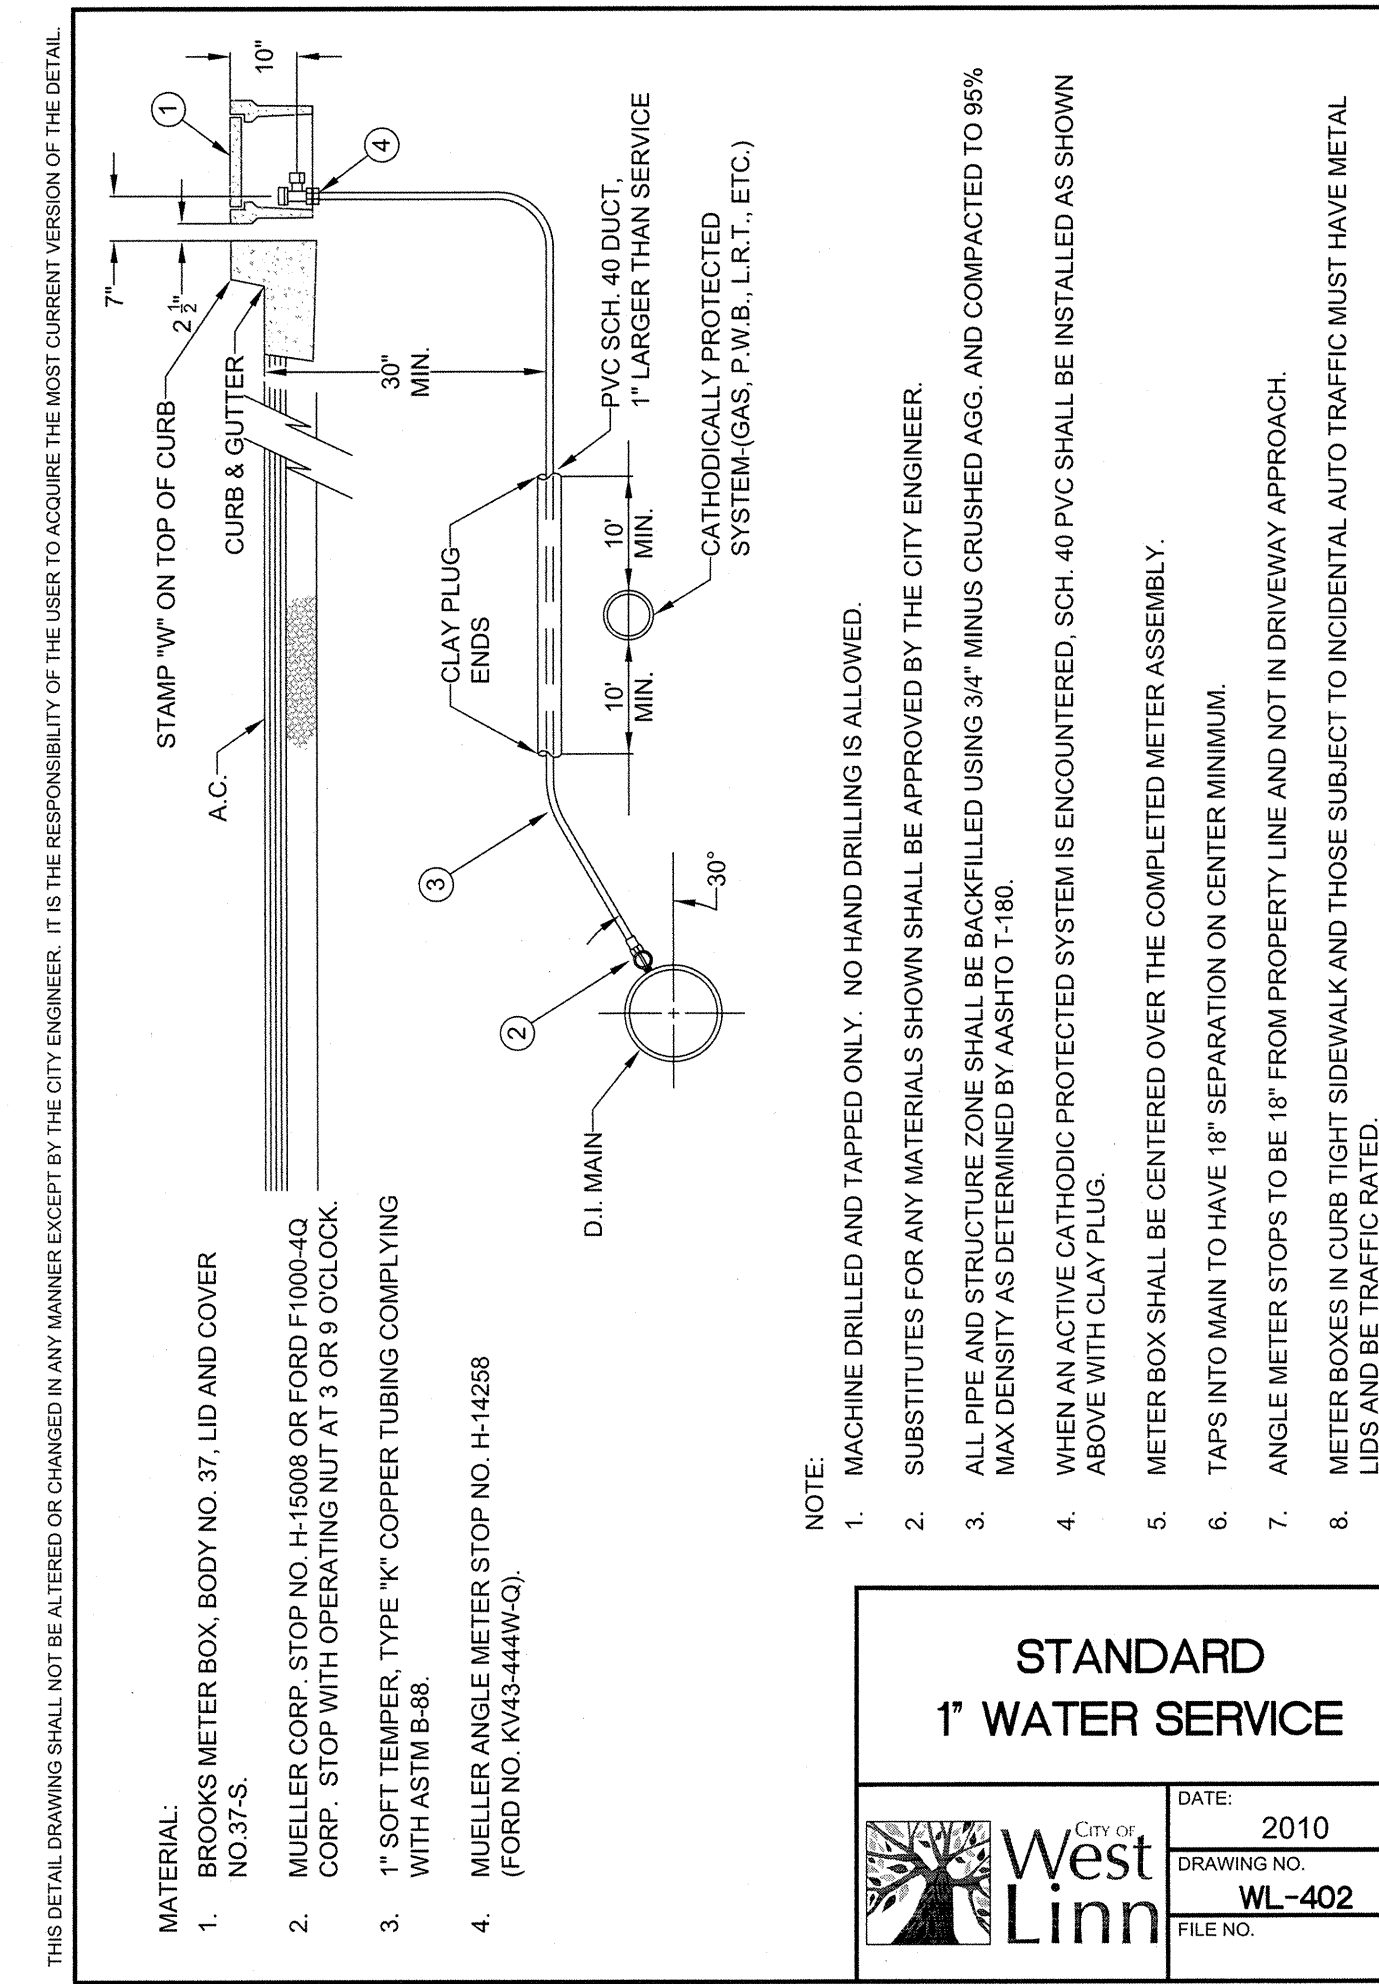 THIS DETAIL DRAWING SHALL NOT BE ALTERED OR CHANGED IN ANY MANNER EXCEPT BY THE CITY ENGINEER. IT IS THE RESPONSIBILITY OF THE USER TO ACQUIRE THE MOST CURRENT VERSION OF THE DETAIL.
MATERIAL:
1. BROOKS METER BOX, BODY NO. 37, LID AND COVER
NO.37-S.
2. MUELLER CORP. STOP NO. H-15008 OR FORD F1000-4Q
CORP. STOP WITH OPERATING NUT AT 3 OR 9 O'CLOCK.
3. 1" SOFT TEMPER, TYPE "K" COPPER TUBING COMPLYING
WITH ASTM B-88.
4. MUELLER ANGLE METER STOP NO. H-14258
(FORD NO. KV43-444W-Q).
7"
2 1/2"
10"
1
STAMP "W" ON TOP OF CURB
CURB & GUTTER
A.C.
4
30"
MIN.
CLAY PLUG
ENDS
3
2
PVC SCH. 40 DUCT,
1" LARGER THAN SERVICE
10'
MIN.
10'
MIN.
CATHODICALLY PROTECTED
SYSTEM-(GAS, P.W.B., L.R.T., ETC.)
D.I. MAIN
30°
NOTE:
1. MACHINE DRILLED AND TAPPED ONLY. NO HAND DRILLING IS ALLOWED.
2. SUBSTITUTES FOR ANY MATERIALS SHOWN SHALL BE APPROVED BY THE CITY ENGINEER.
3. ALL PIPE AND STRUCTURE ZONE SHALL BE BACKFILLED USING 3/4" MINUS CRUSHED AGG. AND COMPACTED TO 95%
MAX DENSITY AS DETERMINED BY AASHTO T-180.
4. WHEN AN ACTIVE CATHODIC PROTECTED SYSTEM IS ENCOUNTERED, SCH. 40 PVC SHALL BE INSTALLED AS SHOWN
ABOVE WITH CLAY PLUG.
5. METER BOX SHALL BE CENTERED OVER THE COMPLETED METER ASSEMBLY.
6. TAPS INTO MAIN TO HAVE 18" SEPARATION ON CENTER MINIMUM.
7. ANGLE METER STOPS TO BE 18" FROM PROPERTY LINE AND NOT IN DRIVEWAY APPROACH.
8. METER BOXES IN CURB TIGHT SIDEWALK AND THOSE SUBJECT TO INCIDENTAL AUTO TRAFFIC MUST HAVE METAL
LIDS AND BE TRAFFIC RATED.
STANDARD
1" WATER SERVICE
CITY OF
West
Linn
DATE:
2010
DRAWING NO.
WL-402
FILE NO.